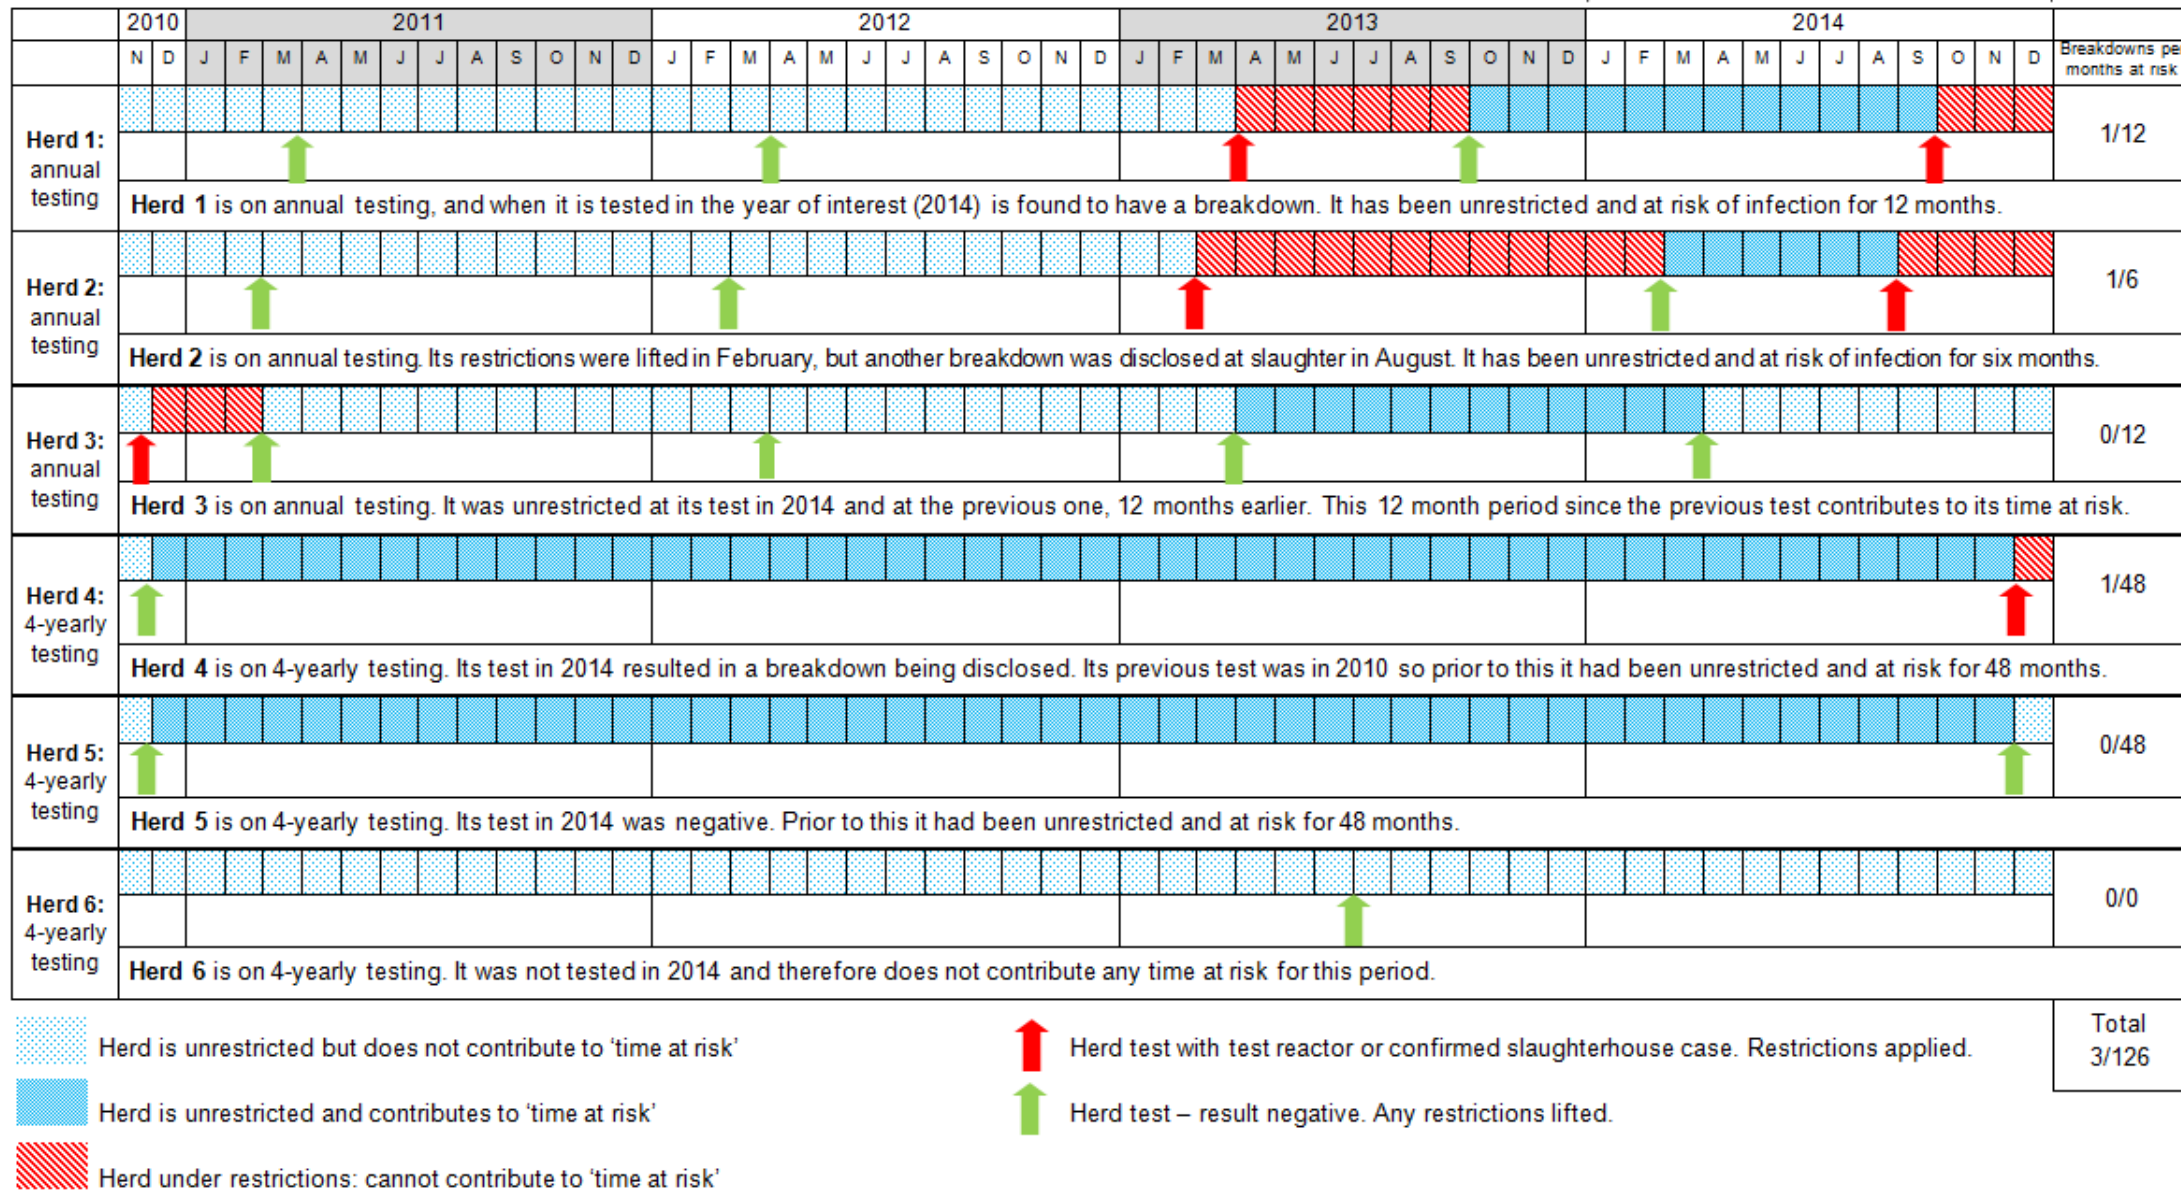 2010 2011 2012 2013 2014
N D J F M A M J J A S O N D J F M A M J J A S O N D J F M A M J J A S O N D J F M A M J J A S O N D
Breakdowns per
months at risk
Herd 1:
annual
testing
1/12
Herd 1 is on annual testing, and when it is tested in the year of interest (2014) is found to have a breakdown. It has been unrestricted and at risk of infection for 12 months.
Herd 2:
annual
testing
1/6
Herd 2 is on annual testing. Its restrictions were lifted in February, but another breakdown was disclosed at slaughter in August. It has been unrestricted and at risk of infection for six months.
Herd 3:
annual
testing
0/12
Herd 3 is on annual testing. It was unrestricted at its test in 2014 and at the previous one, 12 months earlier. This 12 month period since the previous test contributes to its time at risk.
Herd 4:
4-yearly
testing
1/48
Herd 4 is on 4-yearly testing. Its test in 2014 resulted in a breakdown being disclosed. Its previous test was in 2010 so prior to this it had been unrestricted and at risk for 48 months.
Herd 5:
4-yearly
testing
0/48
Herd 5 is on 4-yearly testing. Its test in 2014 was negative. Prior to this it had been unrestricted and at risk for 48 months.
Herd 6:
4-yearly
testing
0/0
Herd 6 is on 4-yearly testing. It was not tested in 2014 and therefore does not contribute any time at risk for this period.
Total
3/126
Herd is unrestricted but does not contribute to ‘time at risk’
Herd is unrestricted and contributes to ‘time at risk’
Herd under restrictions: cannot contribute to ‘time at risk’
Herd test with test reactor or confirmed slaughterhouse case. Restrictions applied.
Herd test – result negative. Any restrictions lifted.